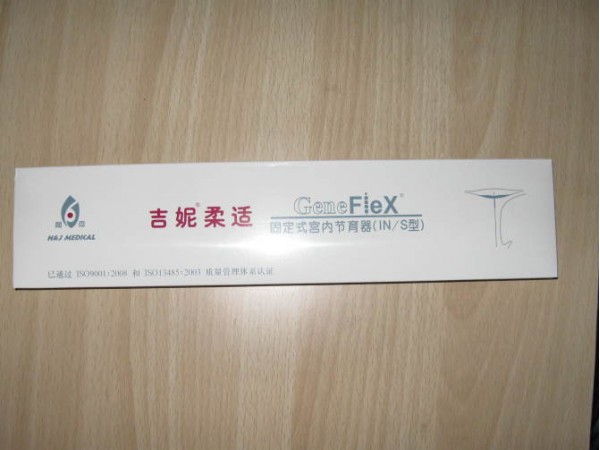 吉妮®柔适
GeneFleX®
固定式宫内节育器(IN/S型)
H&J MEDICAL
已通过 ISO9001:2008 和 ISO13485:2003 质量管理体系认证